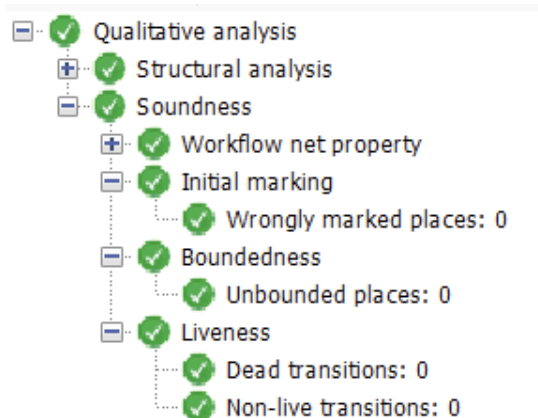 Qualitative analysis
Structural analysis
Soundness
Workflow net property
Initial marking
Wrongly marked places: 0
Boundedness
Unbounded places: 0
Liveness
Dead transitions: 0
Non-live transitions: 0